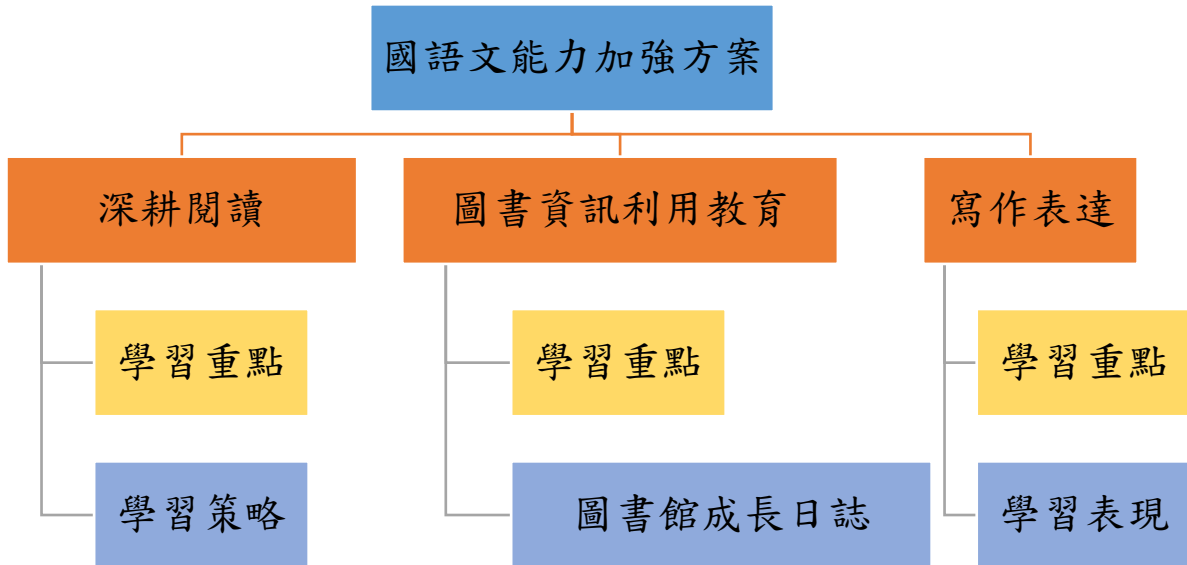 國語文能力加強方案
深耕閱讀
圖書資訊利用教育
寫作表達
學習重點
學習重點
學習重點
學習策略
圖書館成長日誌
學習表現